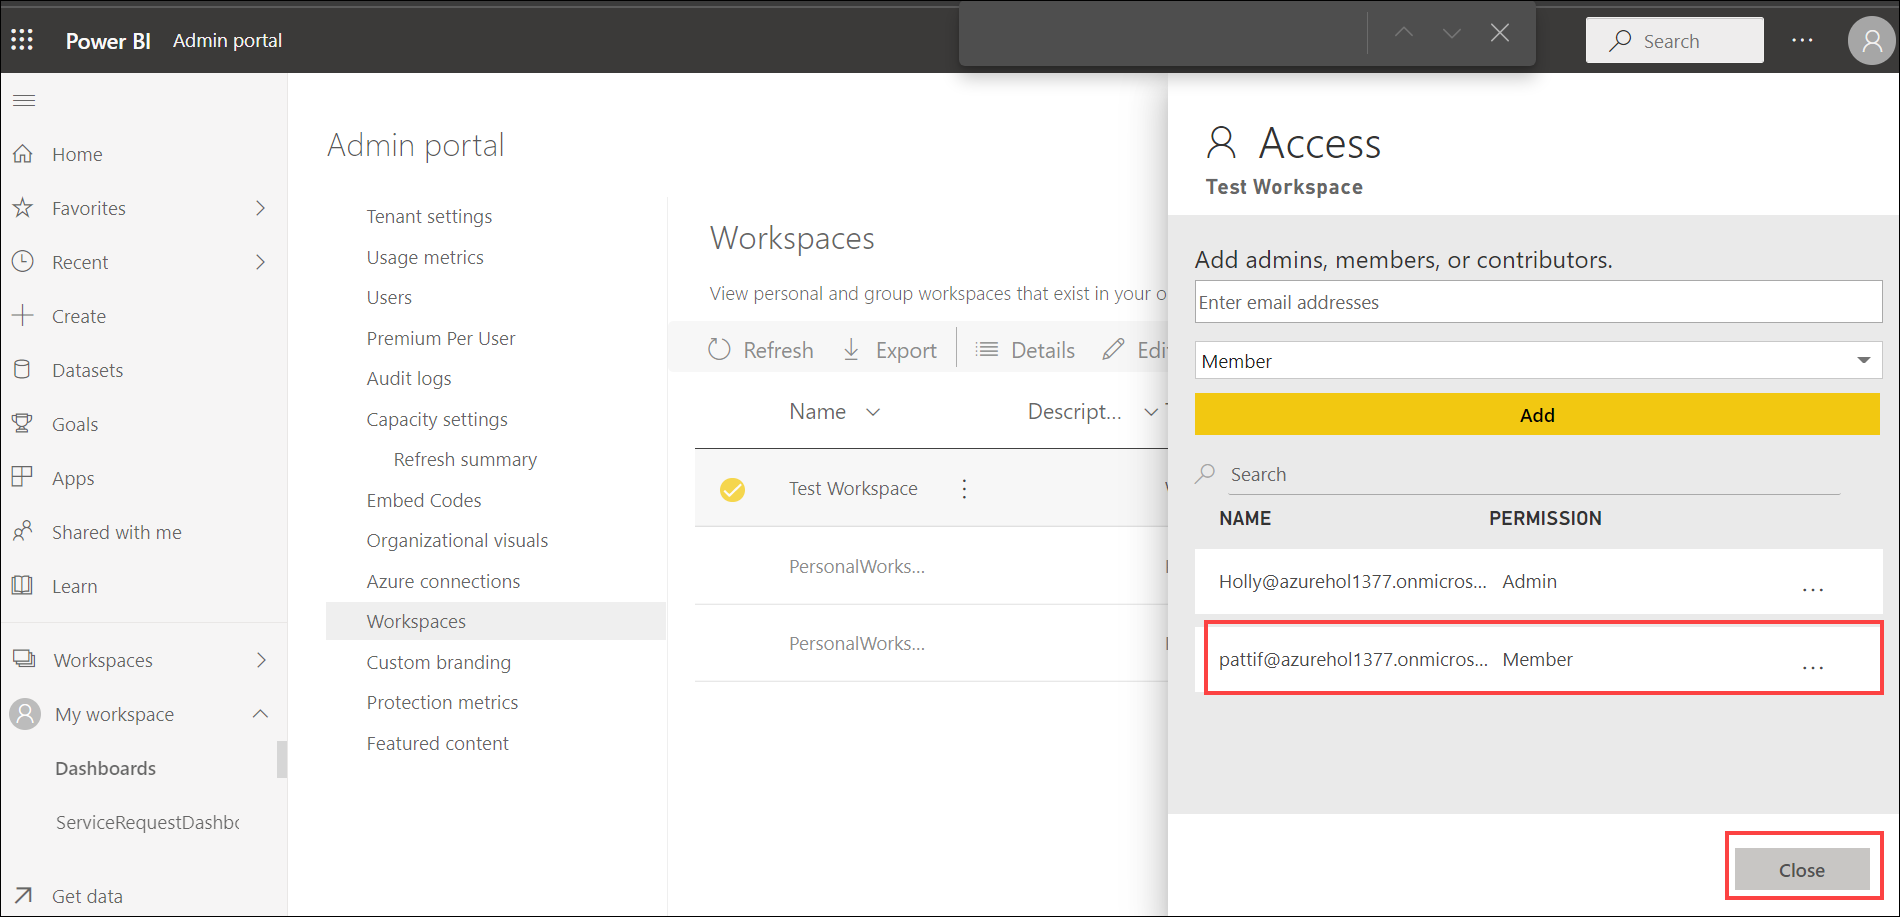 Power BI Admin portal
Search
Home
Favorites
Recent
Create
Datasets
Goals
Apps
Shared with me
Learn
Workspaces
My workspace
Dashboards
ServiceRequestDashbo
Get data
Admin portal
Tenant settings
Usage metrics
Users
Premium Per User
Audit logs
Capacity settings
Refresh summary
Embed Codes
Organizational visuals
Azure connections
Workspaces
Custom branding
Protection metrics
Featured content
Workspaces
View personal and group workspaces that exist in your o
Refresh Export Details Edit
Name Descript...
Test Workspace
PersonalWorks...
PersonalWorks...
Access
Test Workspace
Add admins, members, or contributors.
Enter email addresses
Member
Add
Search
NAME PERMISSION
Holly@azurehol1377.onmicros... Admin ...
pattif@azurehol1377.onmicros... Member ...
Close